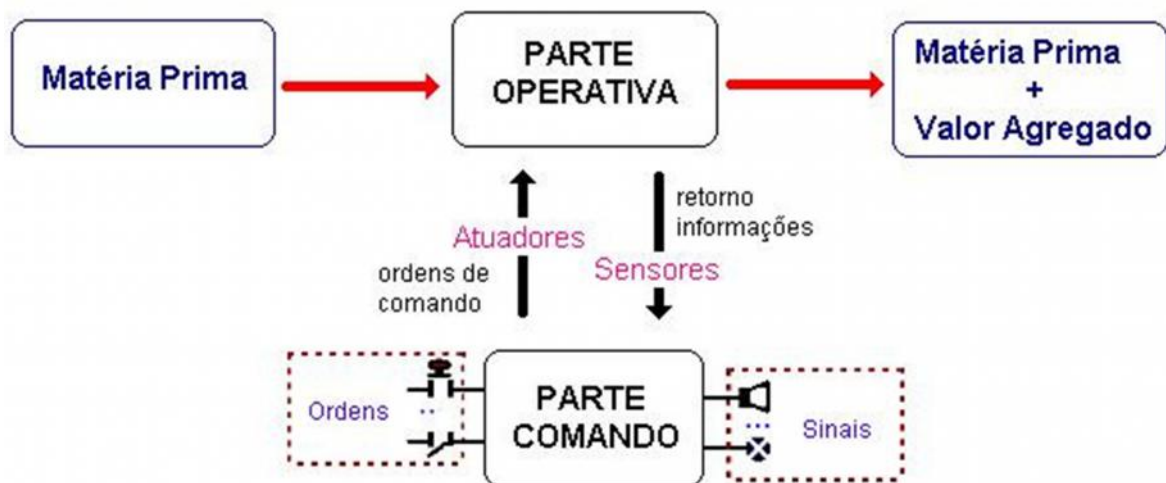 Matéria Prima
PARTE
OPERATIVA
Matéria Prima
+
Valor Agregado
Atuadores
ordens de
comando
retorno
informações
Sensores
Ordens
PARTE
COMANDO
Sinais